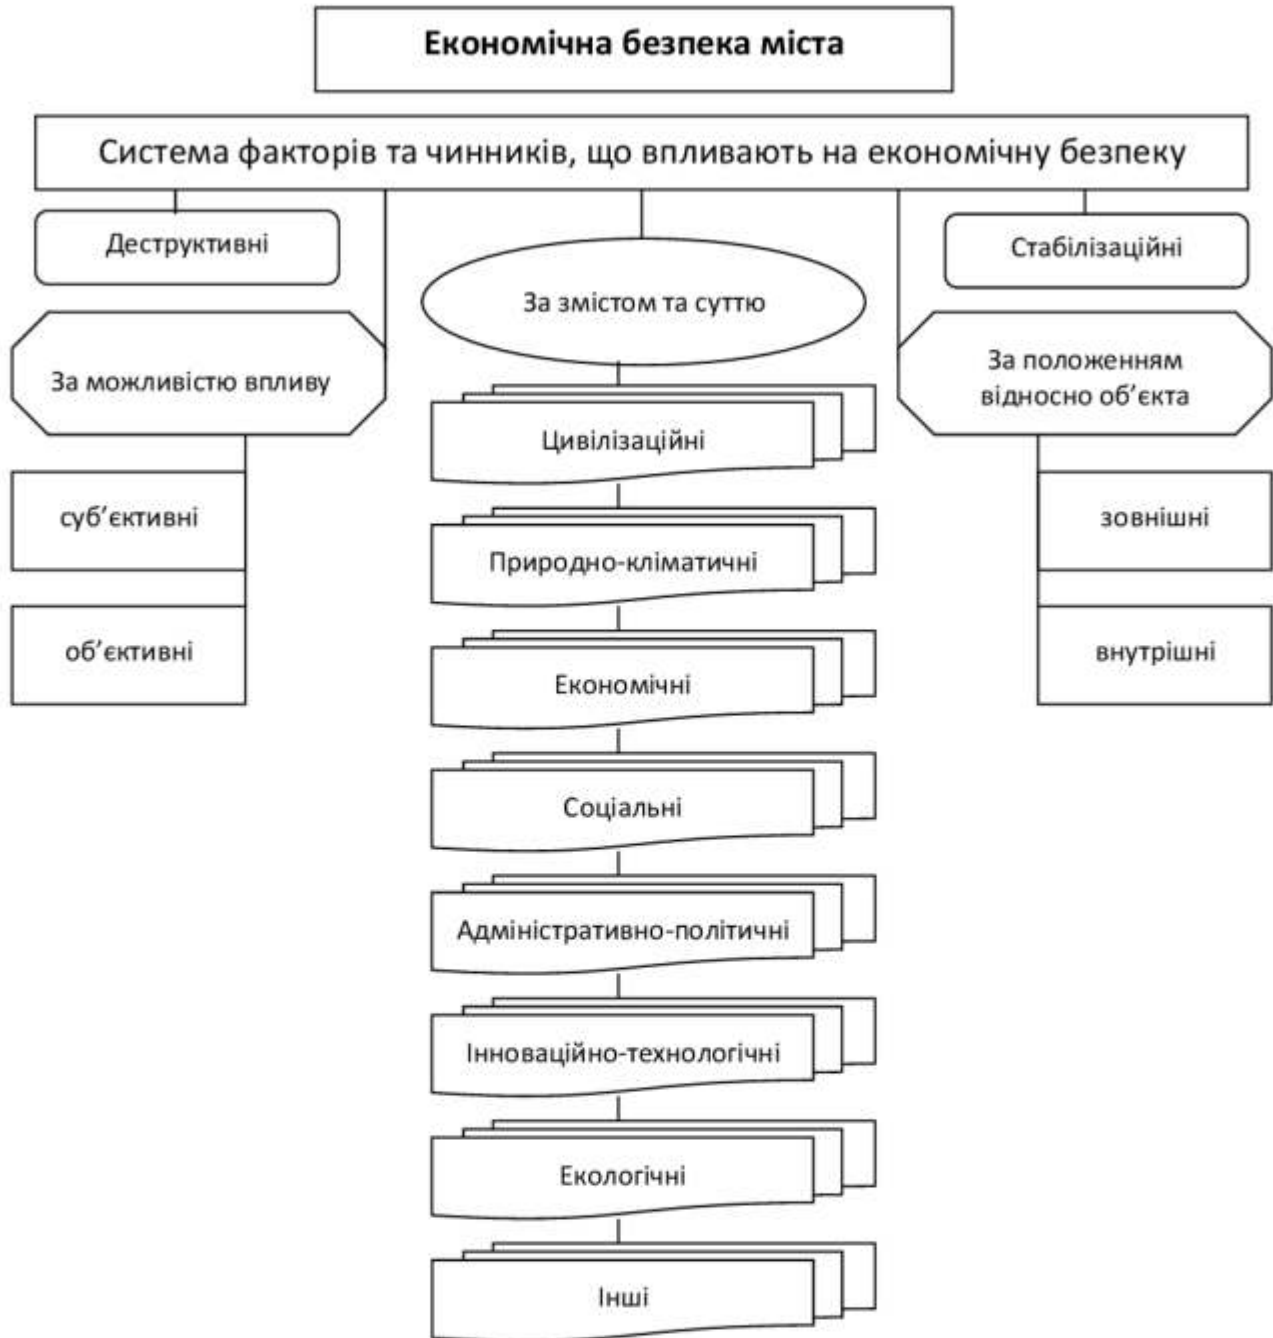 Економічна безпека міста
Система факторів та чинників, що впливають на економічну безпеку
Деструктивні
Стабілізаційні
За змістом та суттю
За можливістю впливу
За положенням
відносно об’єкта
Цивілізаційні
суб’єктивні
зовнішні
Природно-кліматичні
об’єктивні
внутрішні
Економічні
Соціальні
Адміністративно-політичні
Інноваційно-технологічні
Екологічні
Інші